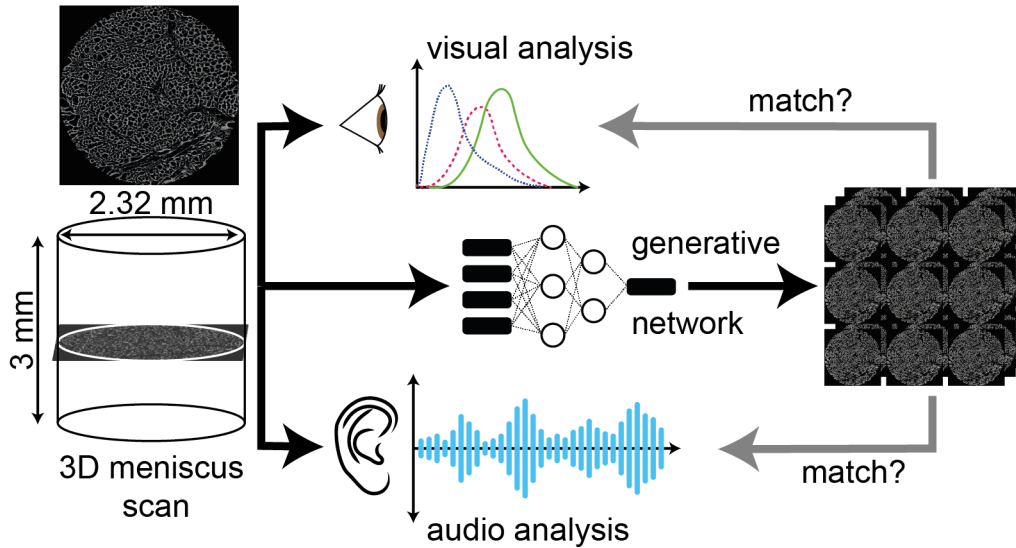 visual analysis
match?
2.32 mm
generative
network
3 mm
3D meniscus
scan
match?
audio analysis